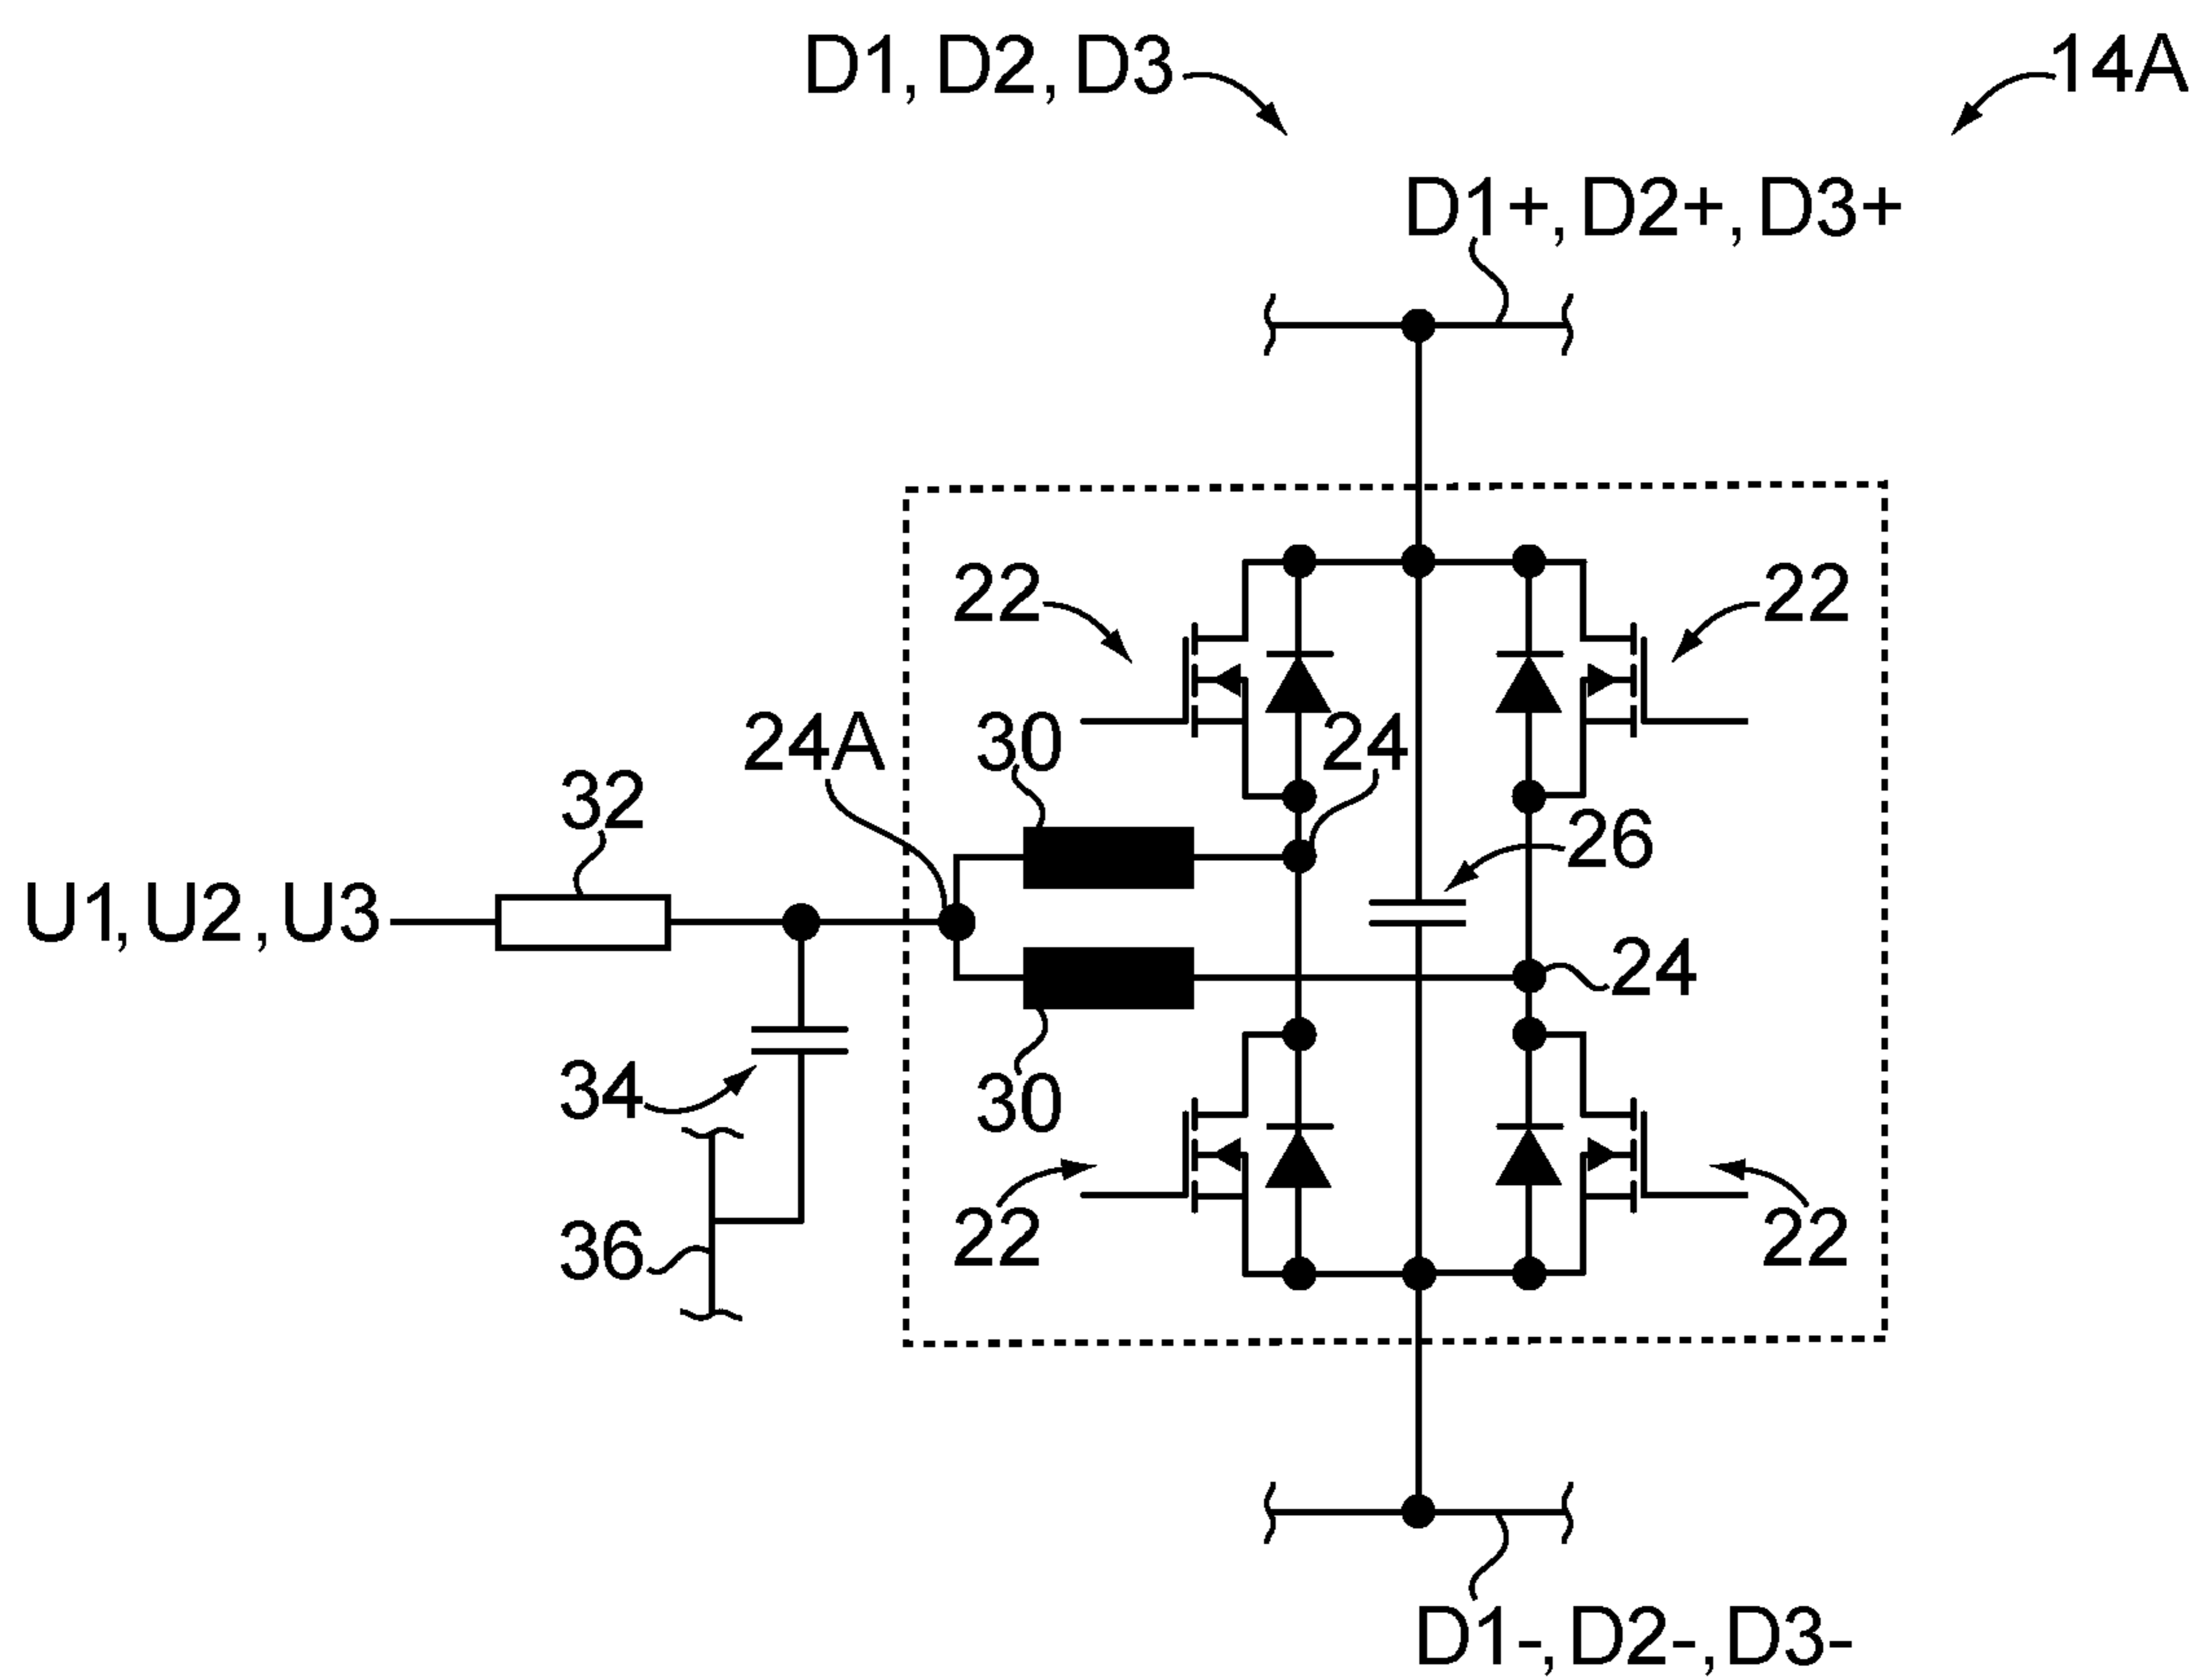 D1, D2, D3
14A
D1+, D2+, D3+
22
22
24A
30
24
32
26
U1, U2, U3
24
34
30
22
36
22
D1-, D2-, D3-